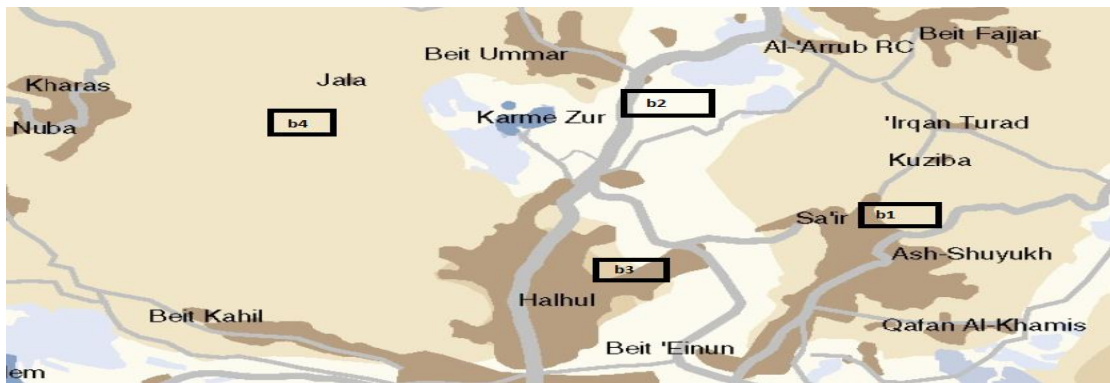 Beit Fajjar
Al-'Arrub RC
Beit Ummar
Jala
Kharas
b2
Karme Zur
b4
Nuba
'Irqan Turad
Kuziba
Sa'ir
b1
Ash-Shuyukh
b3
Halhul
Beit Kahil
Qafan Al-Khamis
Beit 'Einun
lem